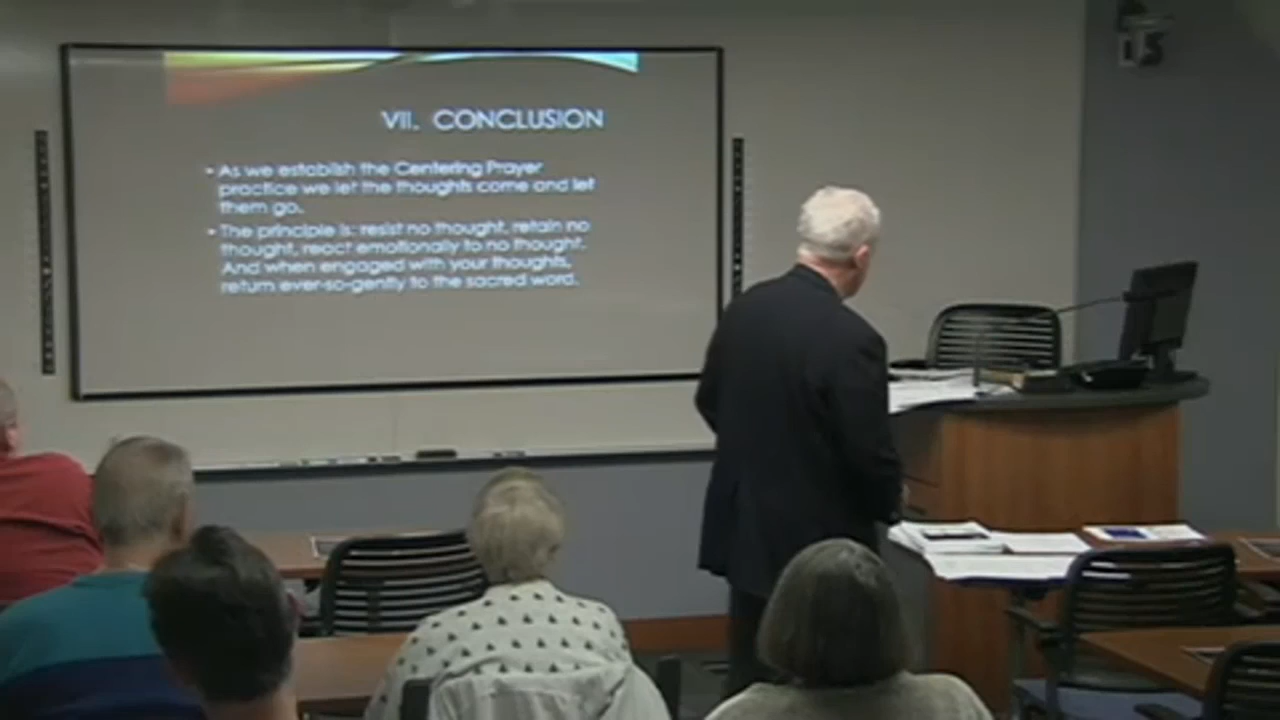 VII. CONCLUSION
• As we establish the Centering Prayer
practice we let the thoughts come and let
them go.
• The principle is: resist no thought, retain no
thought, react emotionally to no thought.
And when engaged with your thoughts,
return ever-so-gently to the sacred word.